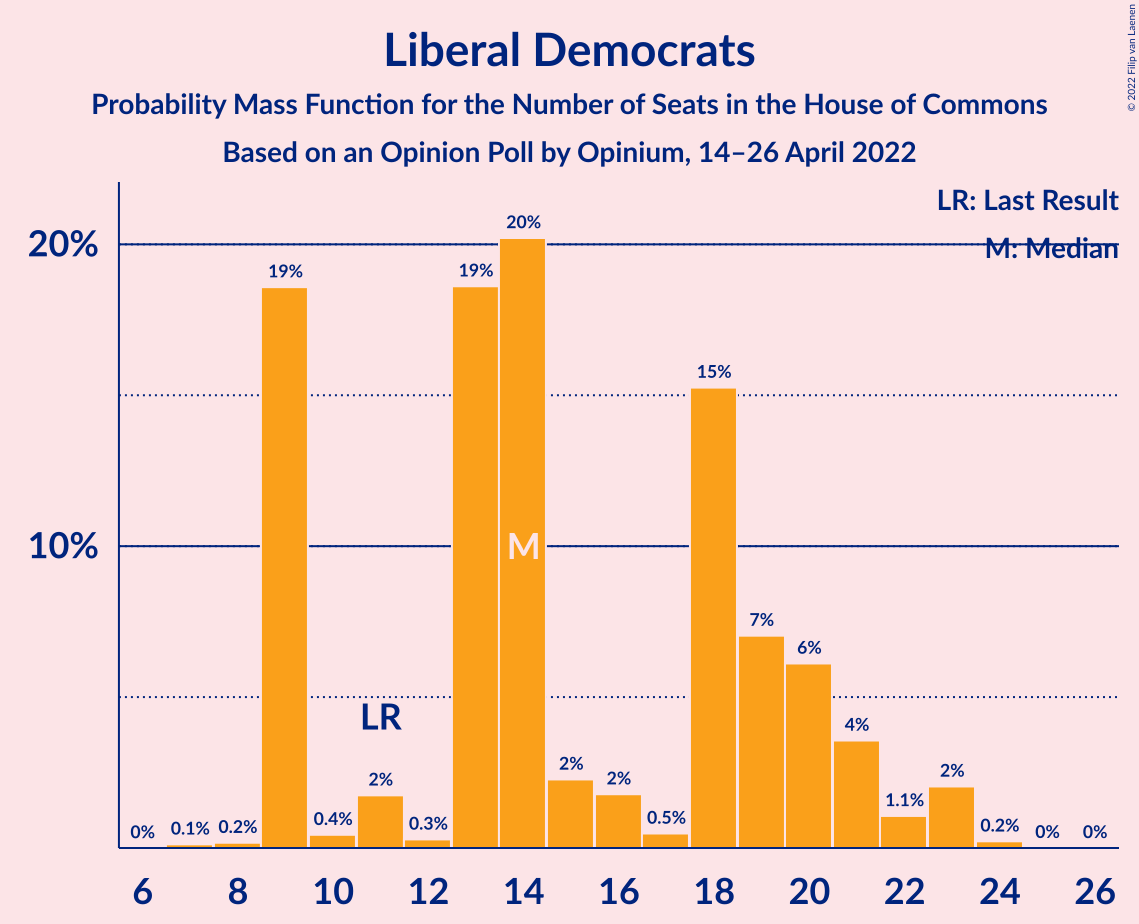 Liberal Democrats
Probability Mass Function for the Number of Seats in the House of Commons
Based on an Opinion Poll by Opinium, 14–26 April 2022
© 2022 Filip van Laenen
LR: Last Result
M: Median
20%
10%
0%
0.1%
0.2%
19%
0.4%
2%
0.3%
19%
20%
2%
2%
0.5%
15%
7%
6%
4%
1.1%
2%
0.2%
0%
0%
LR
M
6 8 10 12 14 16 18 20 22 24 26